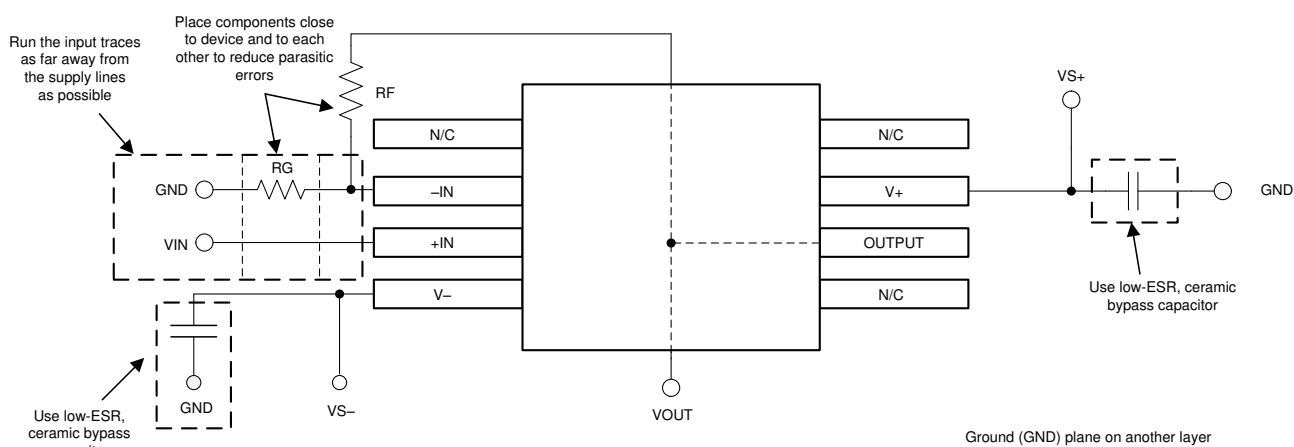 Place components close
to device and to each
other to reduce parasitic
errors
Run the input traces
as far away from
the supply lines
as possible
RF
VS+
N/C
N/C
RG
GND
–IN
V+
GND
VIN
+IN
OUTPUT
V–
N/C
Use low-ESR, ceramic
bypass capacitor
GND
VS–
VOUT
Use low-ESR,
ceramic bypass
Ground (GND) plane on another layer